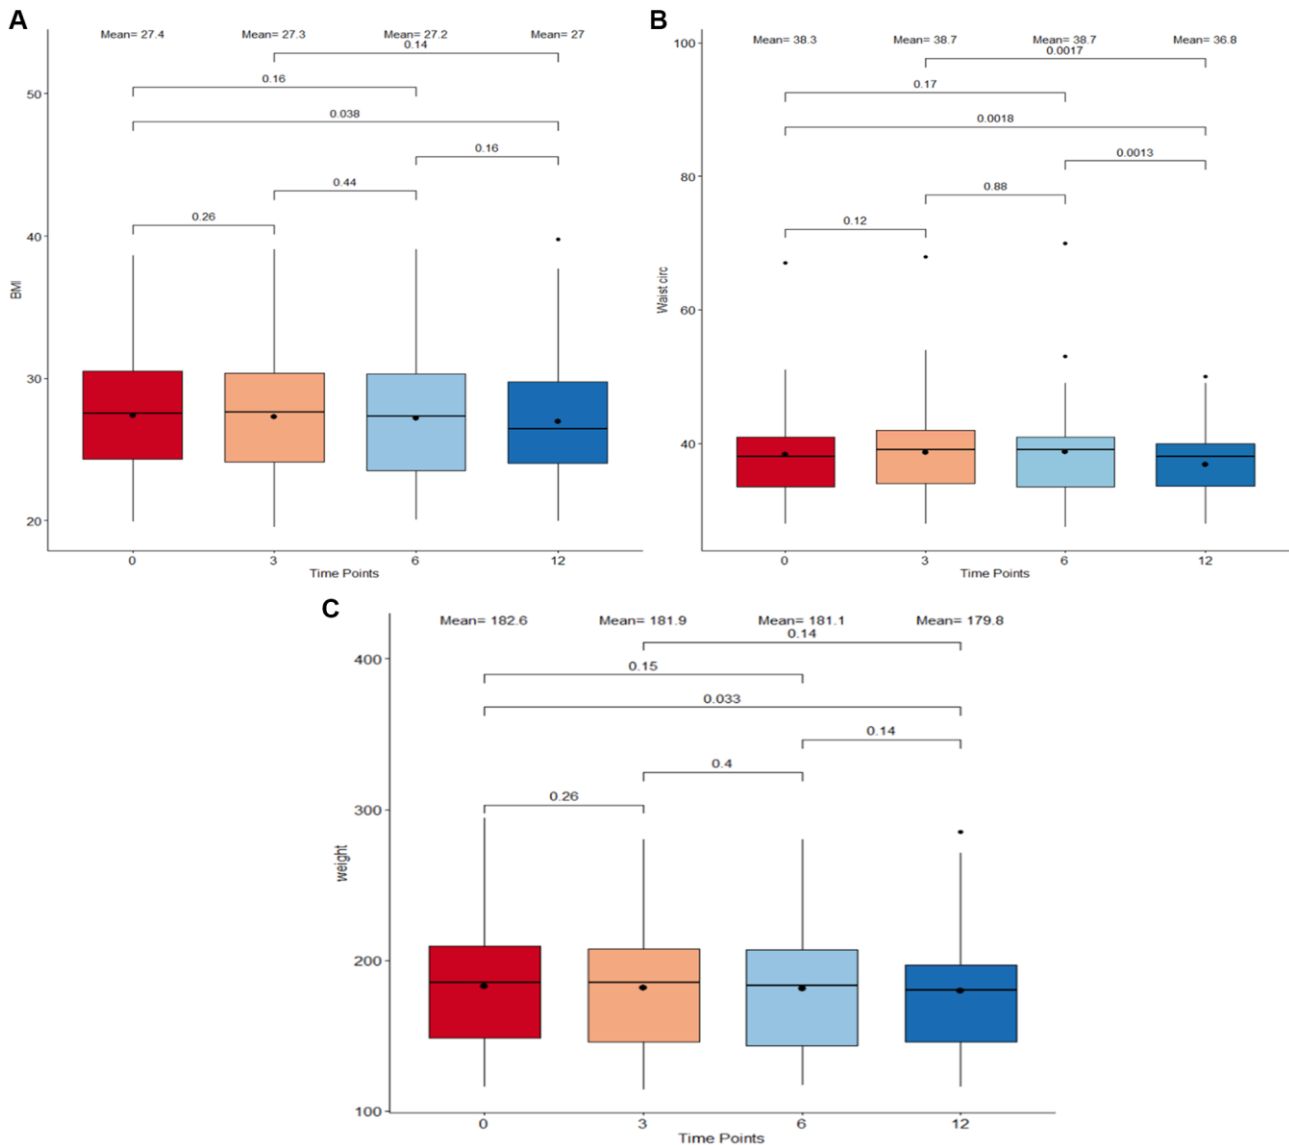 A
Mean= 27.4 Mean= 27.3 Mean= 27.2 Mean= 27
0.14
0.16
0.038
0.16
0.44
0.26
50
40
30
20
BMI
0 3 6 12
Time Points
B
Mean= 38.3 Mean= 38.7 Mean= 38.7 Mean= 36.8
0.0017
0.17
0.0018
0.0013
0.88
0.12
100
80
60
40
Waist circ
0 3 6 12
Time Points
C
Mean= 182.6 Mean= 181.9 Mean= 181.1 Mean= 179.8
0.14
0.15
0.033
0.14
0.4
0.26
400
300
200
100
weight
0 3 6 12
Time Points